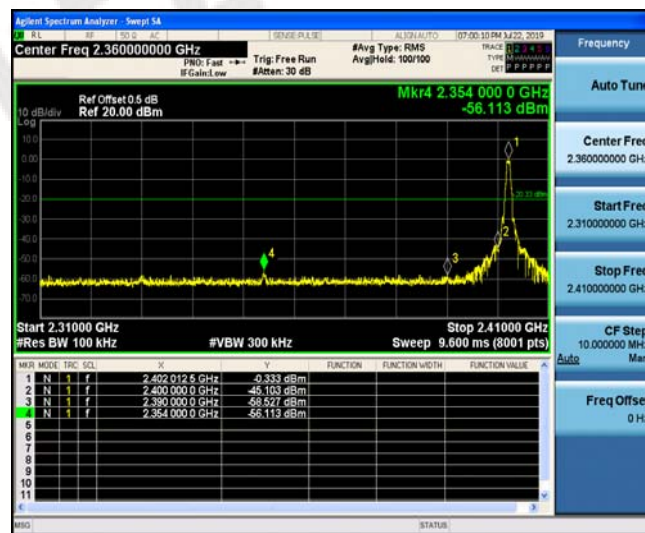 Agilent Spectrum Analyzer - Swept SA
RL RF 50 Ω AC SENSE:PULSE ALIGN AUTO 07:00:10 PM Jul 22, 2019
Center Freq 2.360000000 GHz
PNO: Fast
IFGain:Low
Trig: Free Run
#Atten: 30 dB
#Avg Type: RMS
Avg|Hold: 100/100
TRACE 1 2 3 4 5 6
TYPE
DET P P P P P P
Ref Offset 0.5 dB
10 dB/div Ref 20.00 dBm
Log
Mkr4 2.354 000 0 GHz
-56.113 dBm
10.0
0.00
-10.0
-20.0
-30.0
-40.0
-50.0
-60.0
-70.0
1
-20.33 dBm
2
3
4
Start 2.31000 GHz Stop 2.41000 GHz
#Res BW 100 kHz #VBW 300 kHz Sweep 9.600 ms (8001 pts)
MKR MODE TRC SCL X Y FUNCTION FUNCTION WIDTH FUNCTION VALUE
1 N 1 f 2.402 012 5 GHz -0.333 dBm
2 N 1 f 2.400 000 0 GHz -45.103 dBm
3 N 1 f 2.390 000 0 GHz -58.527 dBm
4 N 1 f 2.354 000 0 GHz -56.113 dBm
5
6
7
8
9
10
11
MSG STATUS
Frequency
Auto Tune
Center Freq
2.360000000 GHz
Start Freq
2.310000000 GHz
Stop Freq
2.410000000 GHz
CF Step
10.000000 MHz
Auto Man
Freq Offset
0 Hz